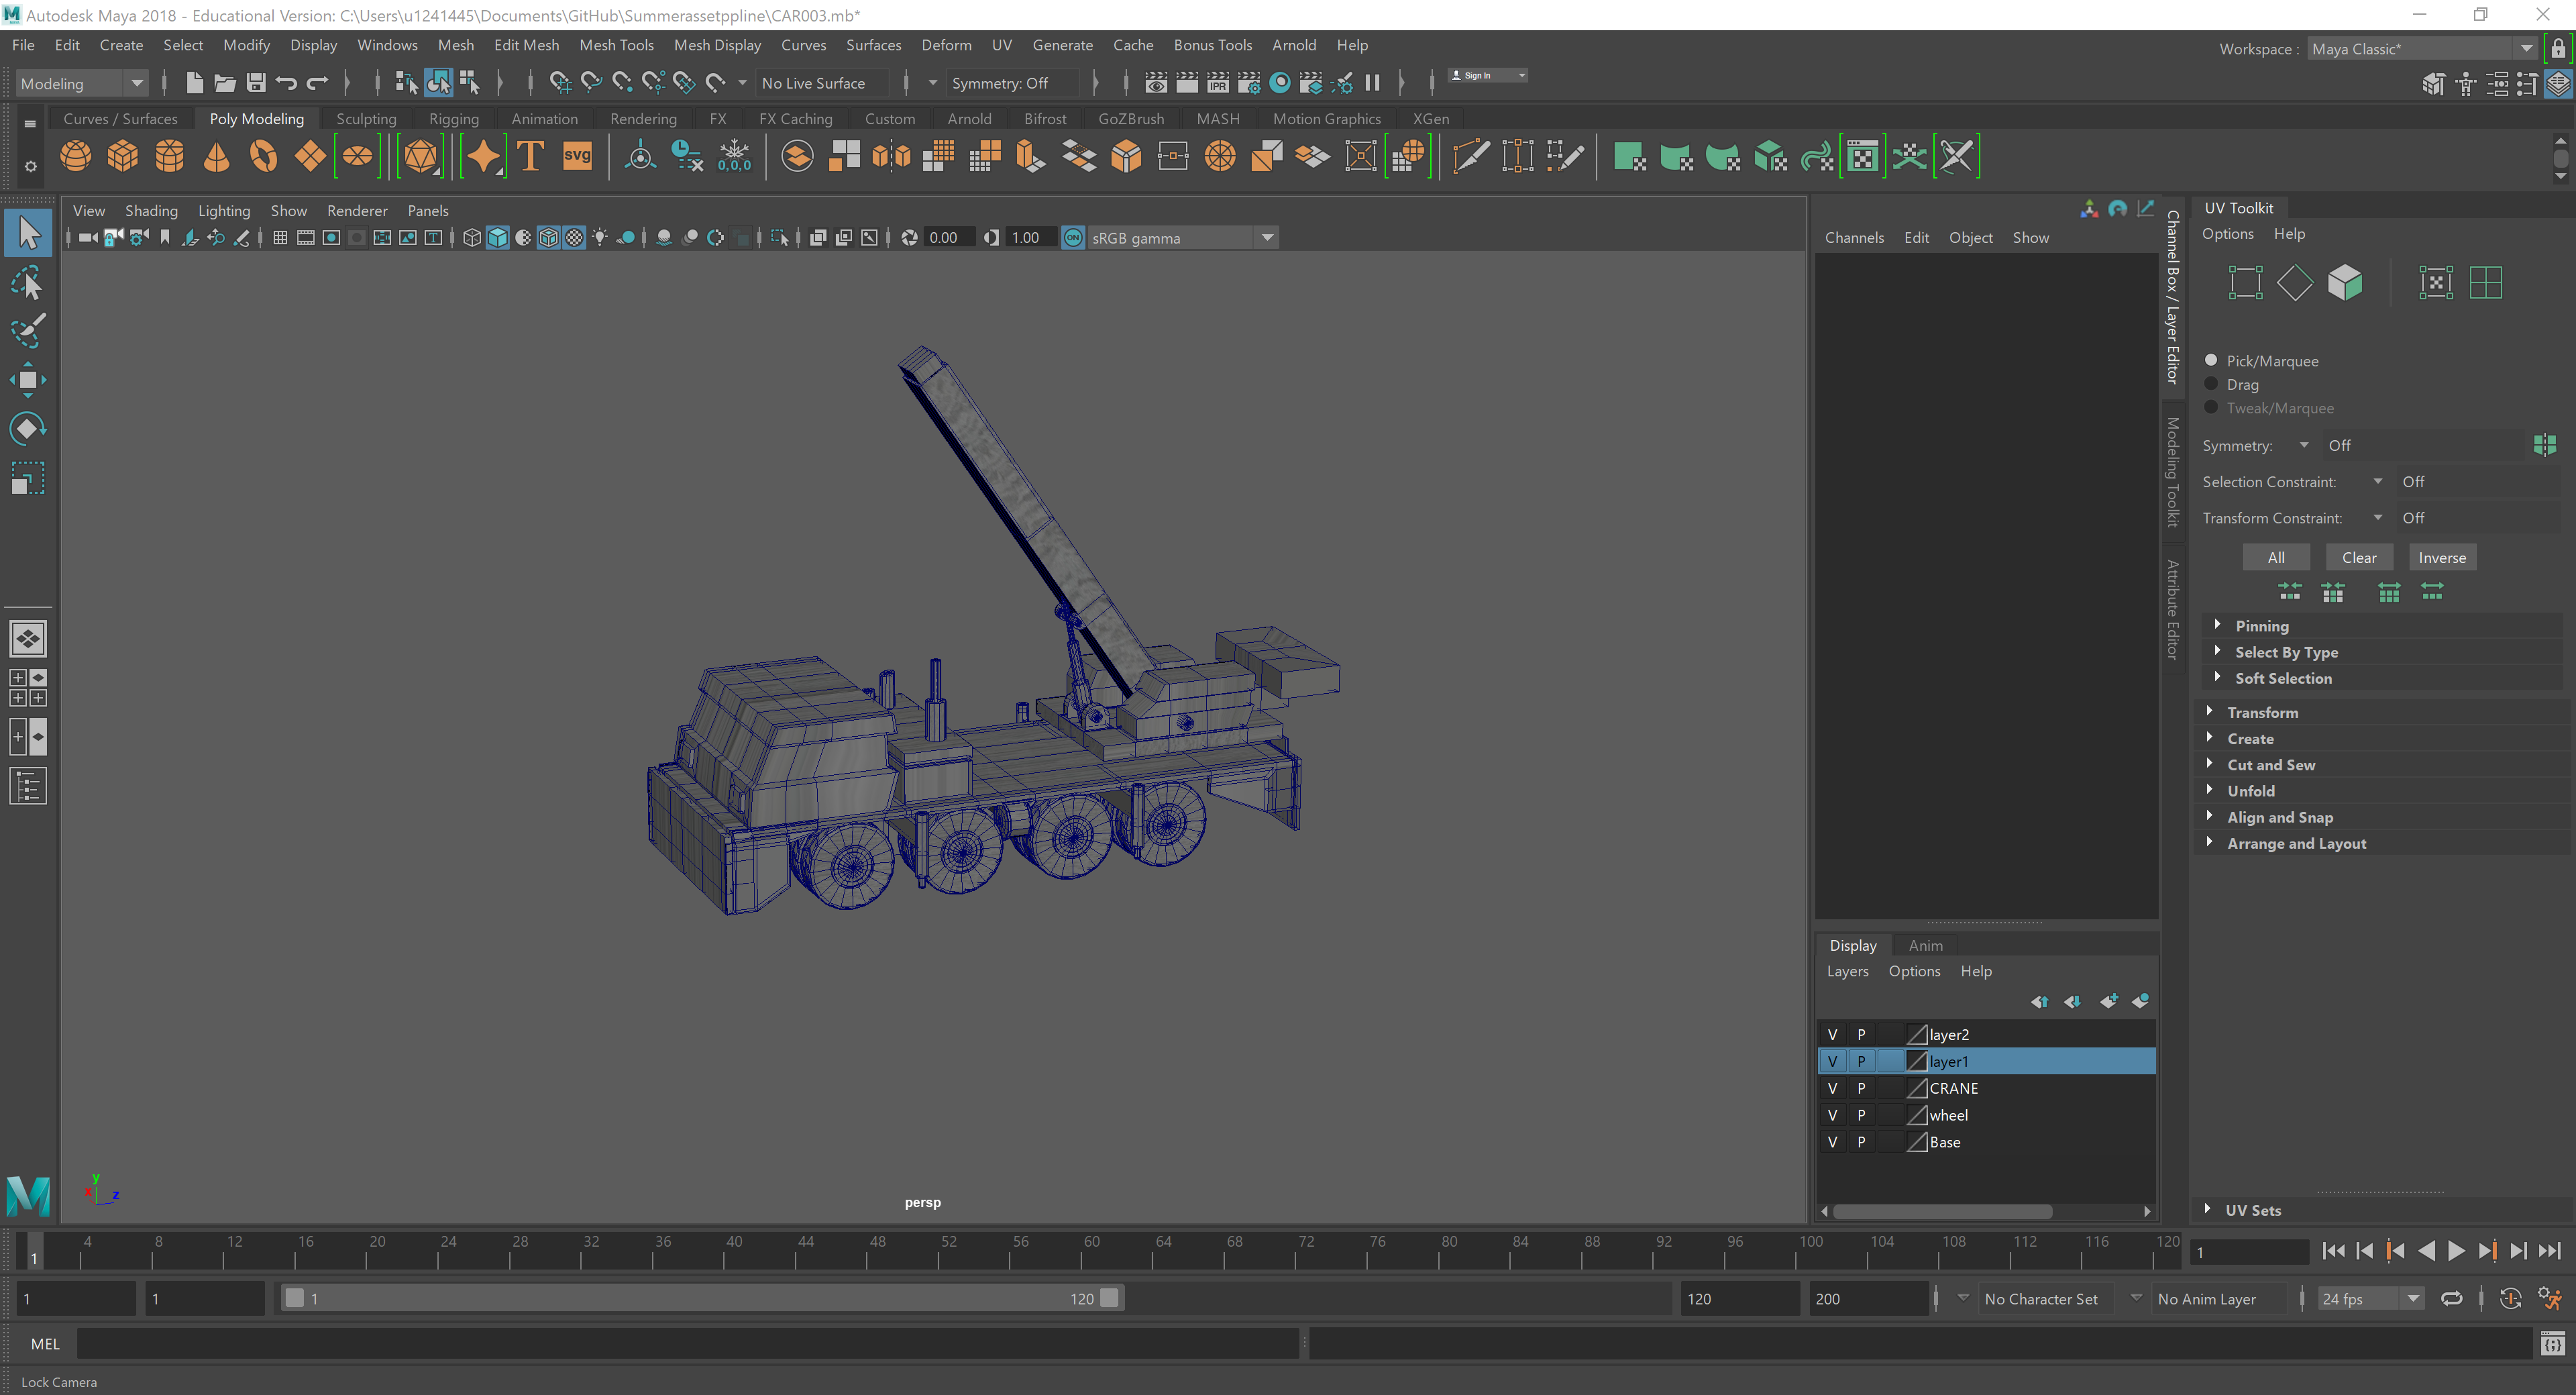 Autodesk Maya 2018 - Educational Version: C:\Users\u1241445\Documents\GitHub\Summerassetppline\CAR003.mb*
File Edit Create Select Modify Display Windows Mesh Edit Mesh Mesh Tools Mesh Display Curves Surfaces Deform UV Generate Cache Bonus Tools Arnold Help
Workspace : Maya Classic*
Modeling No Live Surface Symmetry: Off IPR Sign In
Curves / Surfaces Poly Modeling Sculpting Rigging Animation Rendering FX FX Caching Custom Arnold Bifrost GoZBrush MASH Motion Graphics XGen
T svg 0,0,0
View Shading Lighting Show Renderer Panels
0.00 1.00 ON sRGB gamma
Channels Edit Object Show
Channel Box / Layer Editor
Modeling Toolkit
Attribute Editor
UV Toolkit
Options Help
Pick/Marquee
Drag
Tweak/Marquee
Symmetry: Off
Selection Constraint: Off
Transform Constraint: Off
All Clear Inverse
Pinning
Select By Type
Soft Selection
Transform
Create
Cut and Sew
Unfold
Align and Snap
Arrange and Layout
UV Sets
Display Anim
Layers Options Help
V P layer2
V P layer1
V P CRANE
V P wheel
V P Base
y
x
z
persp
M
1 4 8 12 16 20 24 28 32 36 40 44 48 52 56 60 64 68 72 76 80 84 88 92 96 100 104 108 112 116 120 1
1 1 1 120 120 200 No Character Set No Anim Layer 24 fps
MEL
Lock Camera